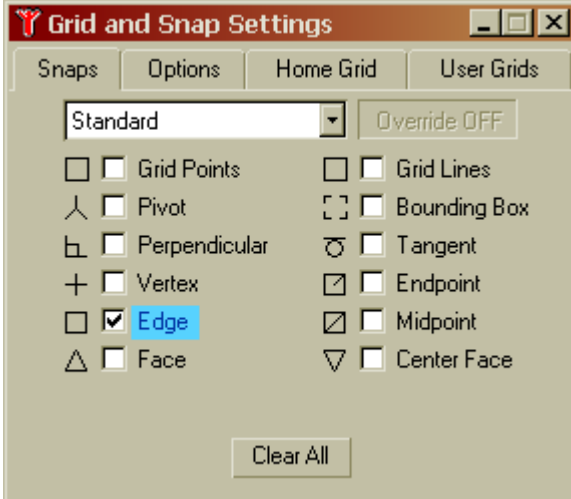 Grid and Snap Settings
Snaps Options Home Grid User Grids
Standard Override OFF
Grid Points Grid Lines
Pivot Bounding Box
Perpendicular Tangent
Vertex Endpoint
Edge Midpoint
Face Center Face
Clear All